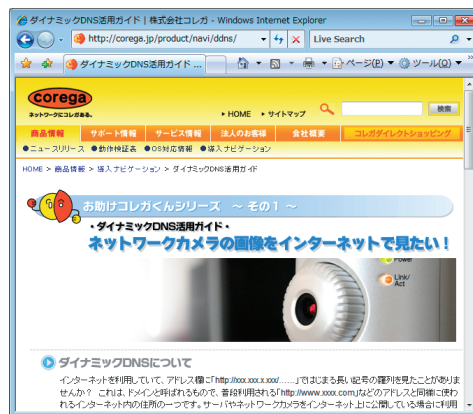 ダイナミックDNS活用ガイド | 株式会社コレガ - Windows Internet Explorer
http://corega.jp/product/navi/ddns/
Live Search
ダイナミックDNS活用ガイド ...
ページ(P)
ツール(O)
corega
ネットワークにコレがある。
HOME
サイトマップ
検索
商品情報
サポート情報
サービス情報
法人のお客様
会社概要
コレガダイレクトショッピング
●ニュースリリース ●動作検証表 ●OS対応情報 ●導入ナビゲーション
HOME > 商品情報 > 導入ナビゲーション > ダイナミックDNS活用ガイド
お助けコレガくんシリーズ ～ その1 ～
・ダイナミックDNS活用ガイド・
ネットワークカメラの画像をインターネットで見たい！
Power
Link/
Act
ダイナミックDNSについて
インターネットを利用していて、アドレス欄に「http://xxx.xxx.x.xxx/......」ではじまる長い記号の羅列を見たことがありま
せんか？ これは、ドメインと呼ばれるもので、普段利用される「http://www.xxxx.com」などのアドレスと同様に使わ
れるインターネット内の住所の一つです。サーバやネットワークカメラをインターネット上に公開している場合に利用